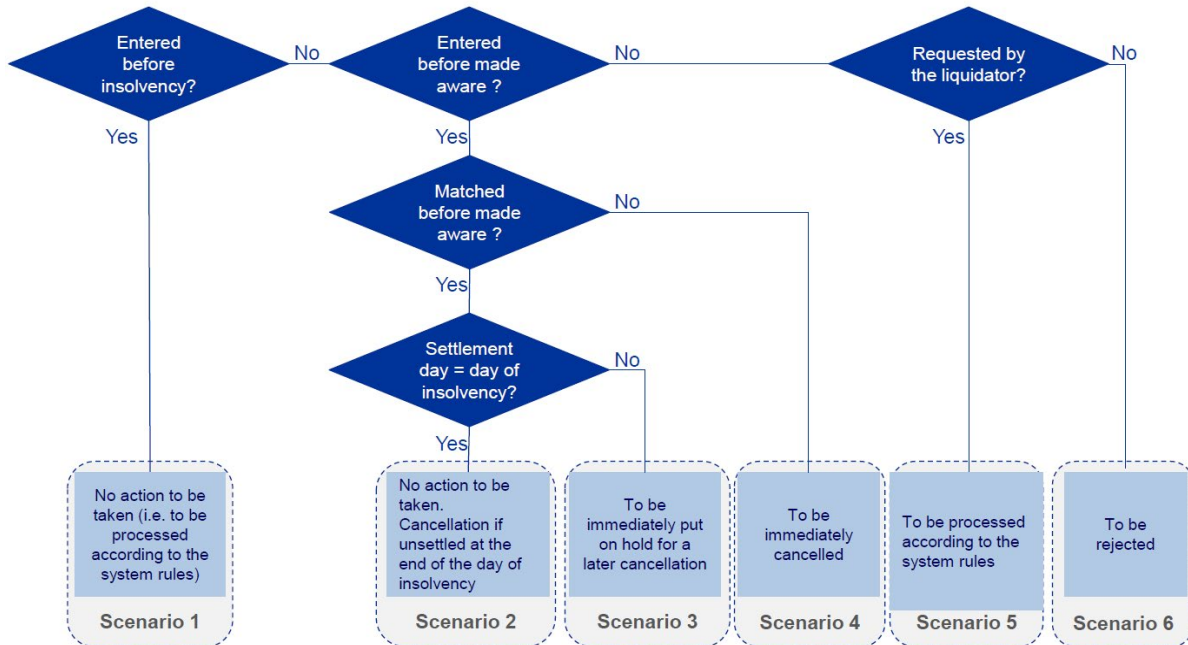 Entered
before
insolvency?
No
Entered
before made
aware ?
No
Requested by
the liquidator?
No
Yes
Yes
Yes
Matched
before made
aware ?
No
Yes
Settlement
day = day of
insolvency?
No
Yes
No action to be
taken (i.e. to be
processed
according to the
system rules)
Scenario 1
No action to be
taken.
Cancellation if
unsettled at the
end of the day of
insolvency
Scenario 2
To be
immediately put
on hold for a
later cancellation
Scenario 3
To be
immediately
cancelled
Scenario 4
To be processed
according to the
system rules
Scenario 5
To be
rejected
Scenario 6